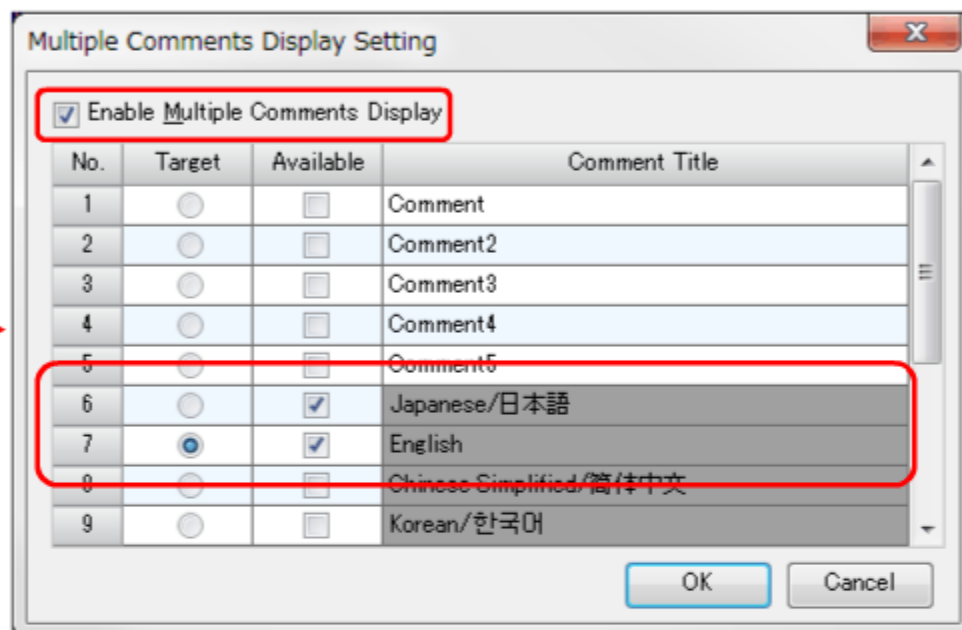 Multiple Comments Display Setting
Enable Multiple Comments Display
No. Target Available Comment Title
1 Comment
2 Comment2
3 Comment3
4 Comment4
5 Comment5
6 Japanese/日本語
7 English
8 Chinese Simplified/简体中文
9 Korean/한국어
OK Cancel